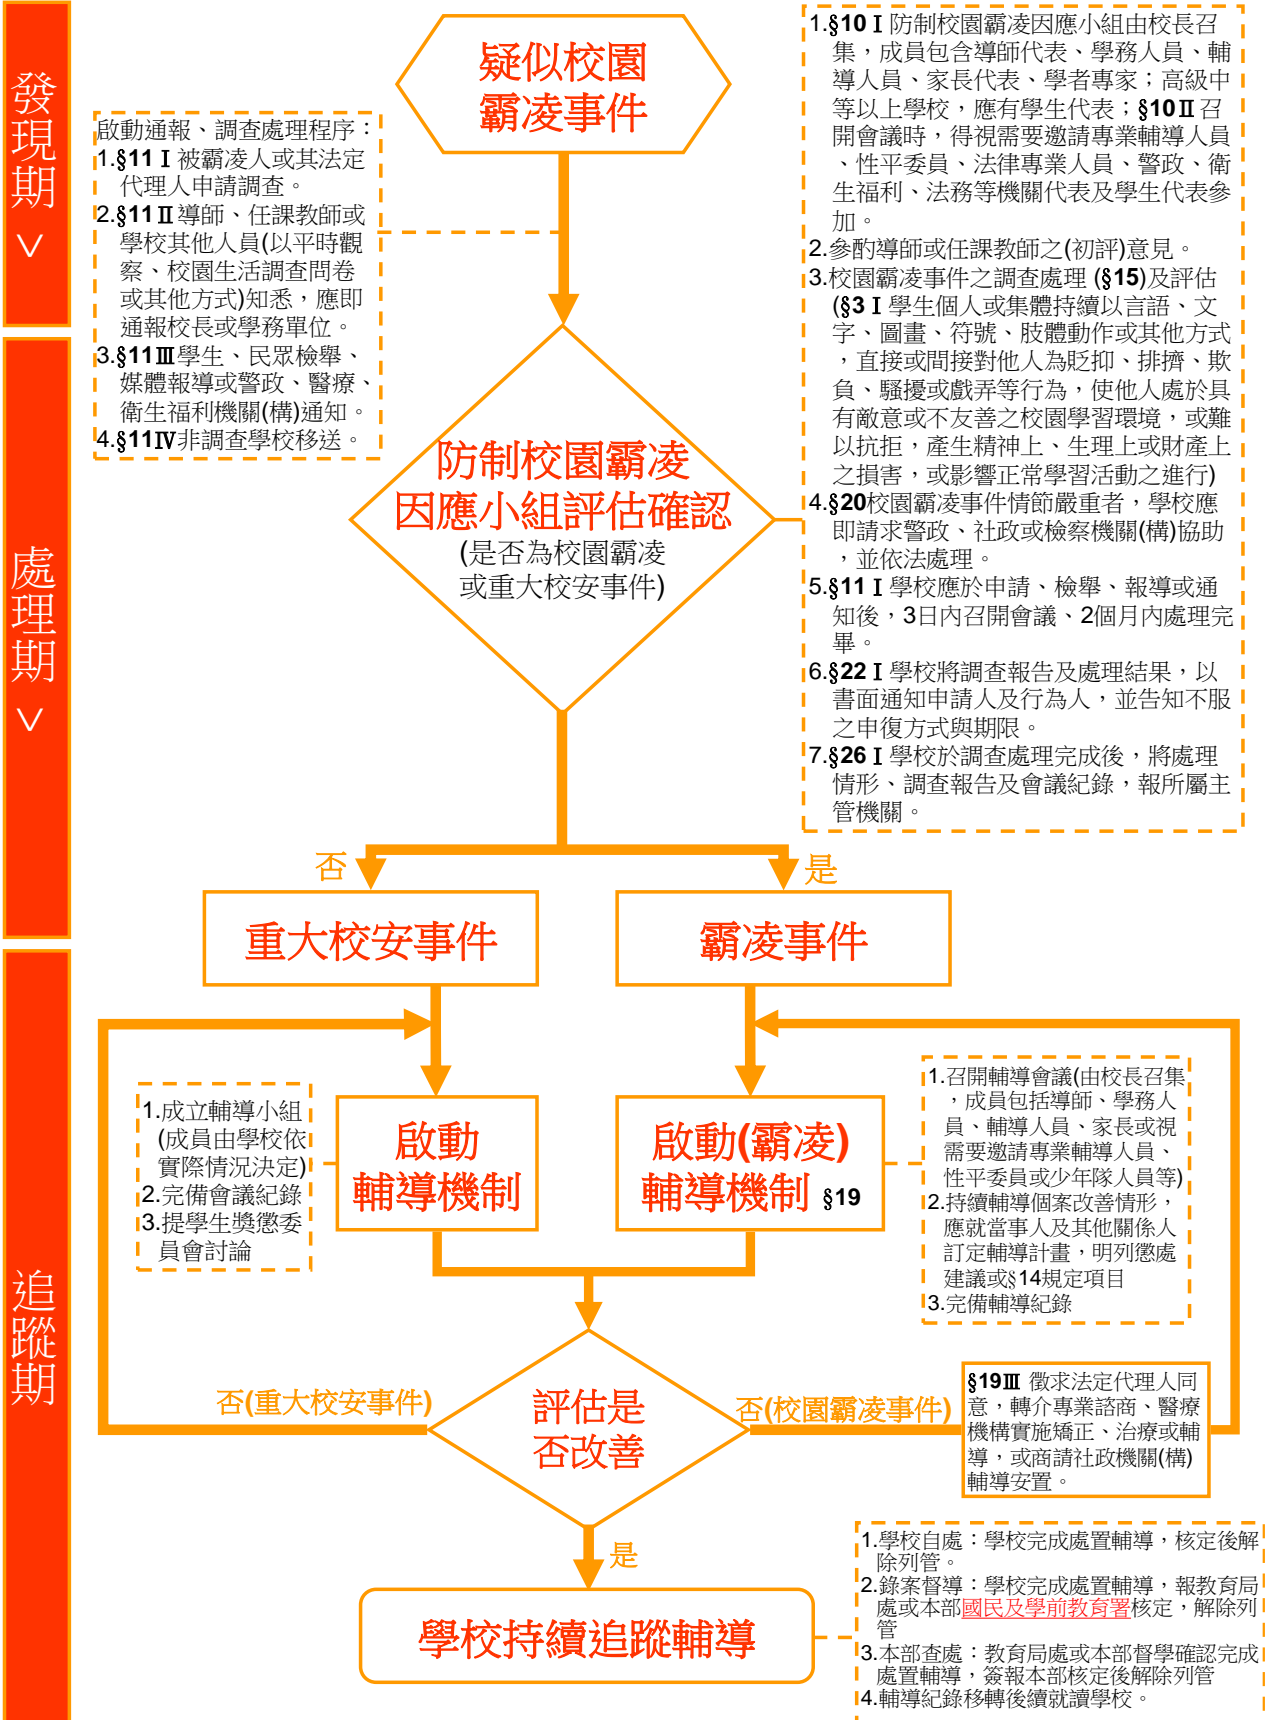 發現期 ∨
疑似校園
霸凌事件
啟動通報、調查處理程序：
1.§11Ⅰ被霸凌人或其法定
代理人申請調查。
2.§11Ⅱ導師、任課教師或
學校其他人員(以平時觀
察、校園生活調查問卷
或其他方式)知悉，應即
通報校長或學務單位。
3.§11Ⅲ學生、民眾檢舉、
媒體報導或警政、醫療、
衛生福利機關(構)通知。
4.§11Ⅳ非調查學校移送。
1.§10Ⅰ防制校園霸凌因應小組由校長召
集，成員包含導師代表、學務人員、輔
導人員、家長代表、學者專家；高級中
等以上學校，應有學生代表；§10Ⅱ召
開會議時，得視需要邀請專業輔導人員
、性平委員、法律專業人員、警政、衛
生福利、法務等機關代表及學生代表參
加。
2.參酌導師或任課教師之(初評)意見。
3.校園霸凌事件之調查處理 (§15)及評估
(§3Ⅰ學生個人或集體持續以言語、文
字、圖畫、符號、肢體動作或其他方式
，直接或間接對他人為貶抑、排擠、欺
負、騷擾或戲弄等行為，使他人處於具
有敵意或不友善之校園學習環境，或難
以抗拒，產生精神上、生理上或財產上
之損害，或影響正常學習活動之進行)
4.§20校園霸凌事件情節嚴重者，學校應
即請求警政、社政或檢察機關(構)協助
，並依法處理。
5.§11Ⅰ學校應於申請、檢舉、報導或通
知後，3日內召開會議、2個月內處理完
畢。
6.§22Ⅰ學校將調查報告及處理結果，以
書面通知申請人及行為人，並告知不服
之申復方式與期限。
7.§26Ⅰ學校於調查處理完成後，將處理
情形、調查報告及會議紀錄，報所屬主
管機關。
處理期 ∨
防制校園霸凌
因應小組評估確認
(是否為校園霸凌
或重大校安事件)
否
是
重大校安事件
霸凌事件
追蹤期
1.成立輔導小組
(成員由學校依
實際情況決定)
2.完備會議紀錄
3.提學生獎懲委
員會討論
啟動
輔導機制
啟動(霸凌)
輔導機制 §19
1.召開輔導會議(由校長召集
，成員包括導師、學務人
員、輔導人員、家長或視
需要邀請專業輔導人員、
性平委員或少年隊人員等)
2.持續輔導個案改善情形，
應就當事人及其他關係人
訂定輔導計畫，明列懲處
建議或§14規定項目
3.完備輔導紀錄
否(重大校安事件)
評估是
否改善
否(校園霸凌事件)
§19Ⅲ 徵求法定代理人同
意，轉介專業諮商、醫療
機構實施矯正、治療或輔
導，或商請社政機關(構)
輔導安置。
是
學校持續追蹤輔導
1.學校自處：學校完成處置輔導，核定後解
除列管。
2.錄案督導：學校完成處置輔導，報教育局
處或本部國民及學前教育署核定，解除列
管
3.本部查處：教育局處或本部督學確認完成
處置輔導，簽報本部核定後解除列管
4.輔導紀錄移轉後續就讀學校。